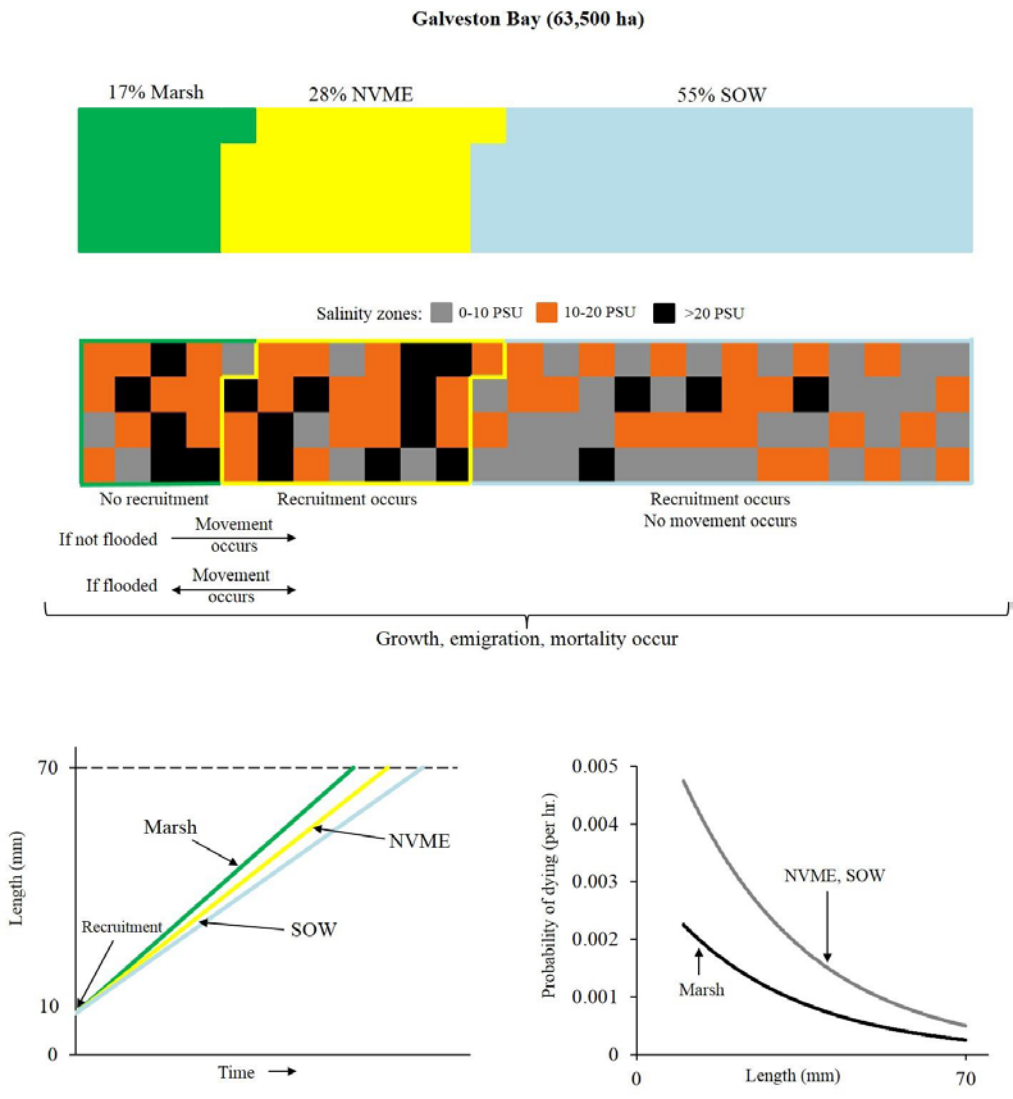 Galveston Bay (63,500 ha)
17% Marsh 28% NVME 55% SOW
Salinity zones: 0-10 PSU 10-20 PSU >20 PSU
No recruitment Recruitment occurs Recruitment occurs
No movement occurs
If not flooded Movement
occurs
If flooded Movement
occurs
Growth, emigration, mortality occur
Length (mm)
70
10
0
Marsh
NVME
SOW
Recruitment
Time
Probability of dying (per hr.)
0.005
0.004
0.003
0.002
0.001
0
NVME, SOW
Marsh
0 Length (mm) 70